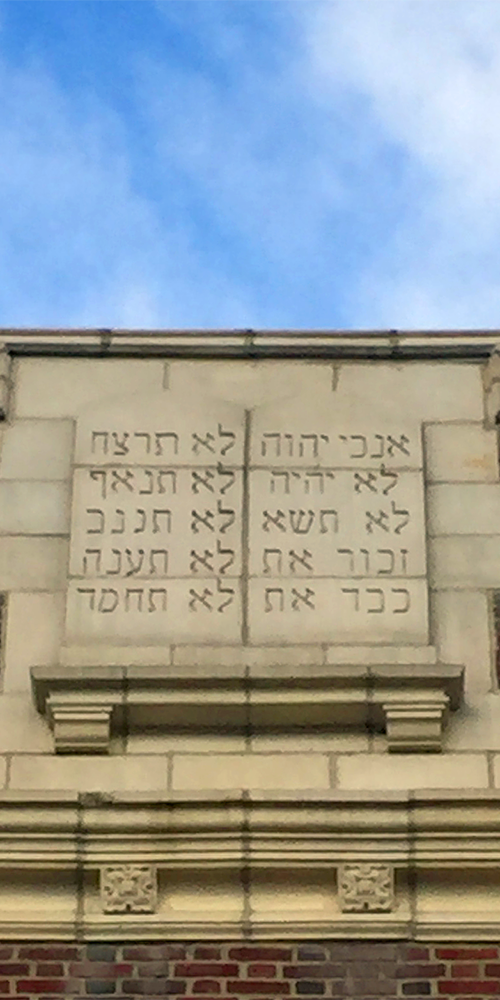 אנכי יהוה
לא יהיה
לא תשא
זכור את
כבד את
לא תרצח
לא תנאף
לא תגנב
לא תענה
לא תחמד